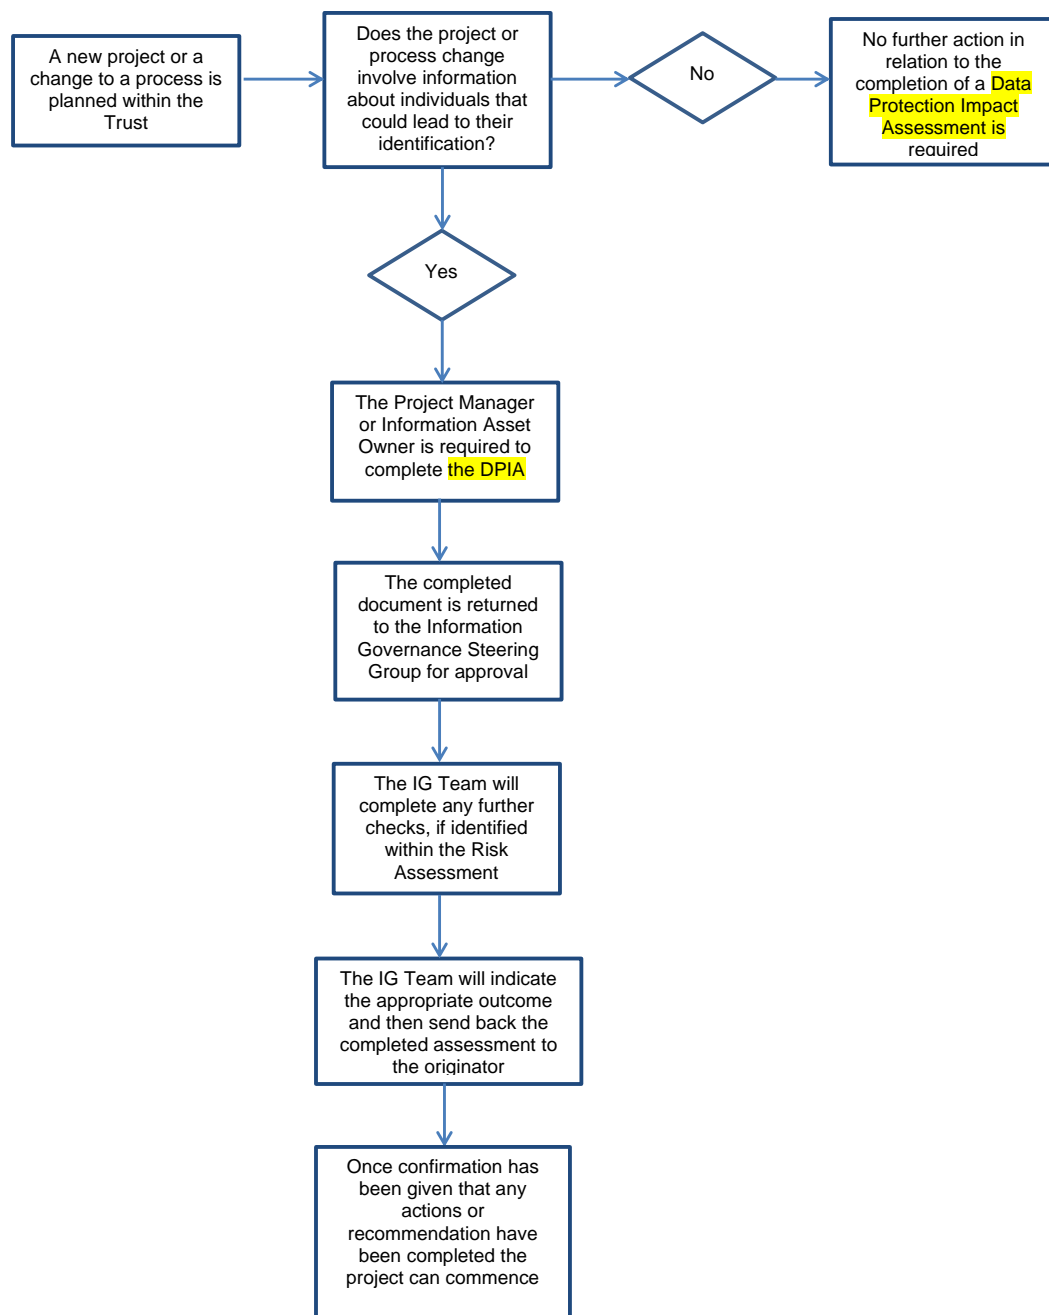 A new project or a
change to a process is
planned within the
Trust
Does the project or
process change
involve information
about individuals that
could lead to their
identification?
No
No further action in
relation to the
completion of a Data
Protection Impact
Assessment is
required
Yes
The Project Manager
or Information Asset
Owner is required to
complete the DPIA
The completed
document is returned
to the Information
Governance Steering
Group for approval
The IG Team will
complete any further
checks, if identified
within the Risk
Assessment
The IG Team will indicate
the appropriate outcome
and then send back the
completed assessment to
the originator
Once confirmation has
been given that any
actions or
recommendation have
been completed the
project can commence